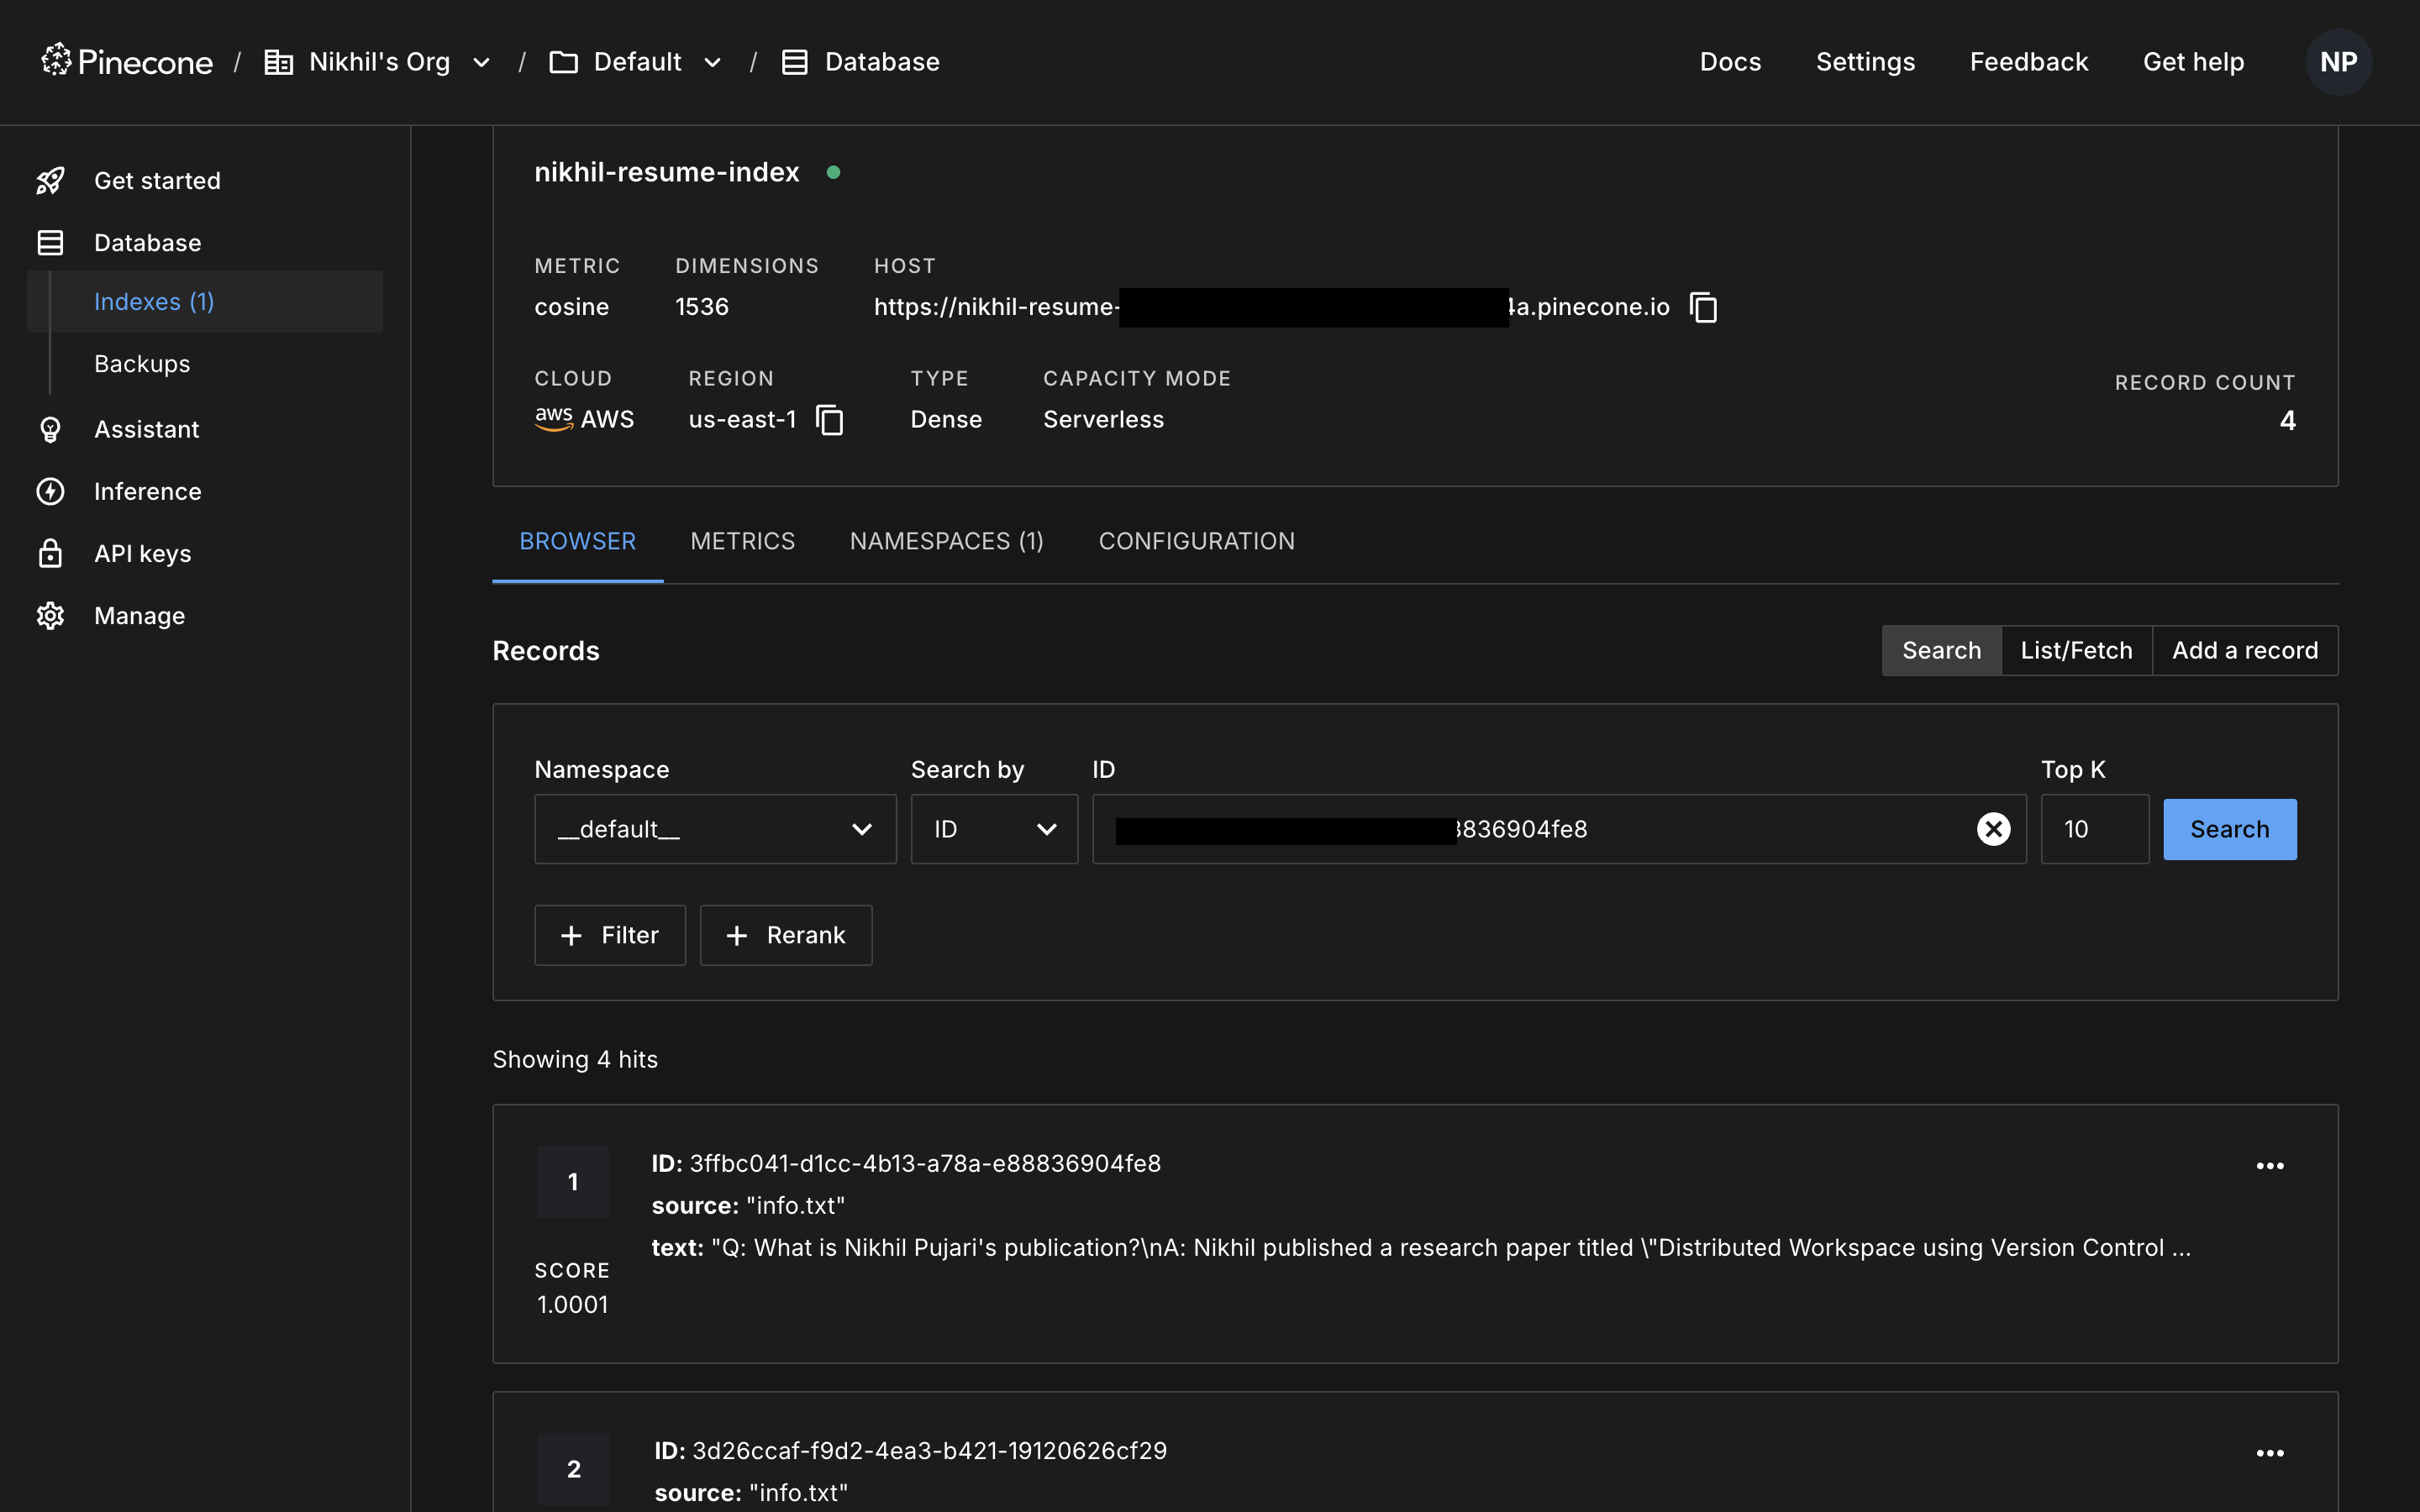 Pinecone / Nikhil's Org / Default / Database Docs Settings Feedback Get help NP
Get started
Database
Indexes (1)
Backups
Assistant
Inference
API keys
Manage
nikhil-resume-index
METRIC DIMENSIONS HOST
cosine 1536 https://nikhil-resume- a.pinecone.io
CLOUD REGION TYPE CAPACITY MODE RECORD COUNT
aws AWS us-east-1 Dense Serverless 4
BROWSER METRICS NAMESPACES (1) CONFIGURATION
Records Search List/Fetch Add a record
Namespace Search by ID Top K
__default__ ID 836904fe8 10 Search
+ Filter + Rerank
Showing 4 hits
1
ID: 3ffbc041-d1cc-4b13-a78a-e88836904fe8
source: "info.txt"
text: "Q: What is Nikhil Pujari's publication?\nA: Nikhil published a research paper titled \"Distributed Workspace using Version Control ...
SCORE
1.0001
2
ID: 3d26ccaf-f9d2-4ea3-b421-19120626cf29
source: "info.txt"